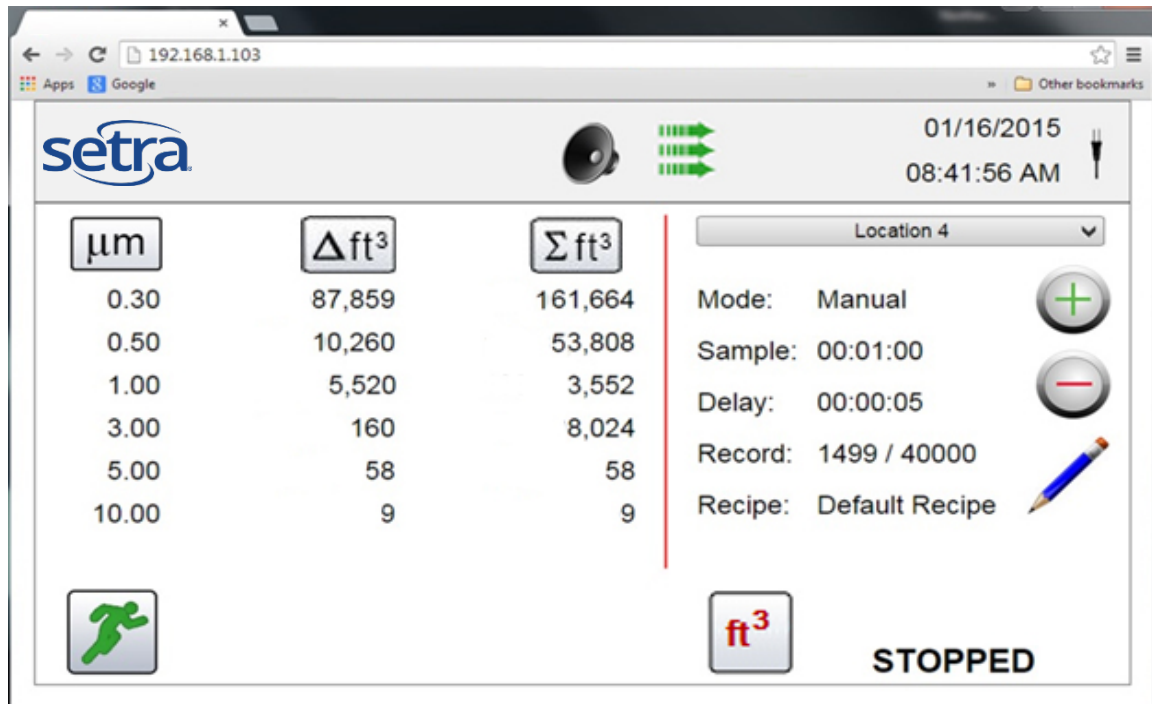 192.168.1.103
Apps Google » Other bookmarks
setra
01/16/2015
08:41:56 AM
µm Δft³ Σft³
0.30 87,859 161,664
0.50 10,260 53,808
1.00 5,520 3,552
3.00 160 8,024
5.00 58 58
10.00 9 9
Location 4
Mode: Manual
Sample: 00:01:00
Delay: 00:00:05
Record: 1499 / 40000
Recipe: Default Recipe
ft³
STOPPED